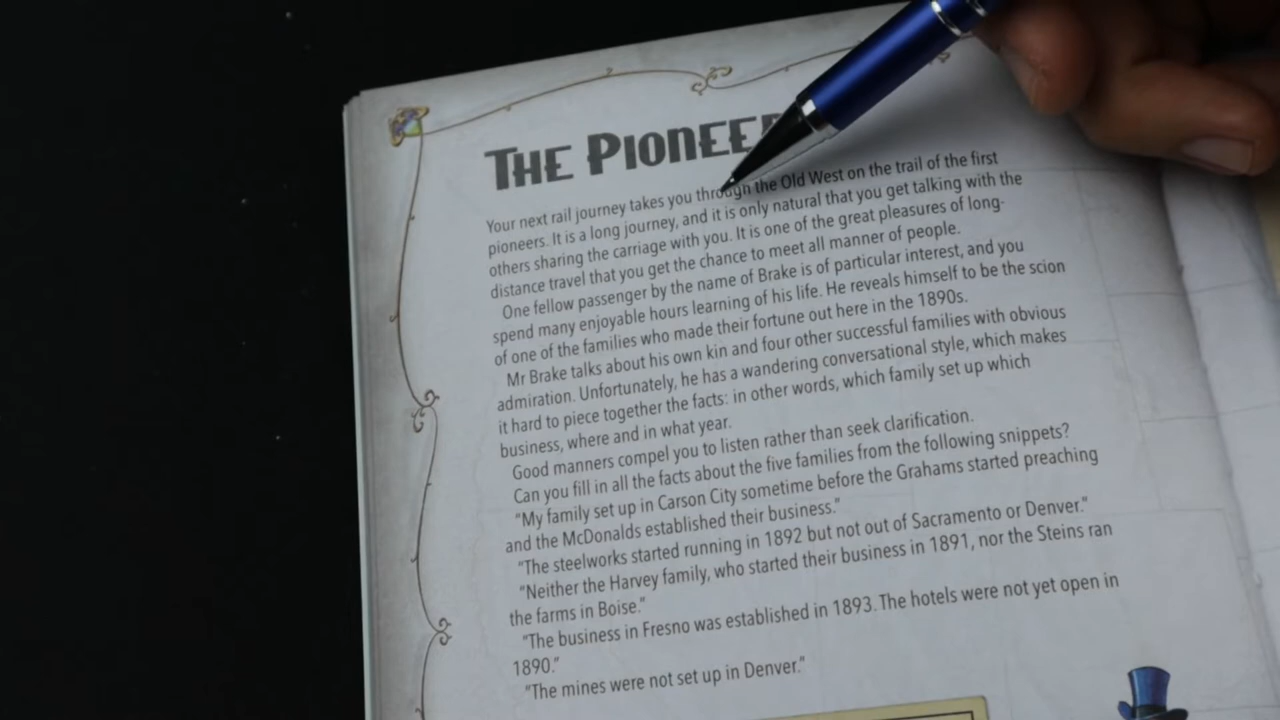 THE PIONEE
Your next rail journey takes you through the Old West on the trail of the first
pioneers. It is a long journey, and it is only natural that you get talking with the
others sharing the carriage with you. It is one of the great pleasures of long-
distance travel that you get the chance to meet all manner of people.
One fellow passenger by the name of Brake is of particular interest, and you
spend many enjoyable hours learning of his life. He reveals himself to be the scion
of one of the families who made their fortune out here in the 1890s.
Mr Brake talks about his own kin and four other successful families with obvious
admiration. Unfortunately, he has a wandering conversational style, which makes
it hard to piece together the facts: in other words, which family set up which
business, where and in what year.
Good manners compel you to listen rather than seek clarification.
Can you fill in all the facts about the five families from the following snippets?
"My family set up in Carson City sometime before the Grahams started preaching
and the McDonalds established their business."
"The steelworks started running in 1892 but not out of Sacramento or Denver."
"Neither the Harvey family, who started their business in 1891, nor the Steins ran
the farms in Boise."
"The business in Fresno was established in 1893. The hotels were not yet open in
1890."
"The mines were not set up in Denver."